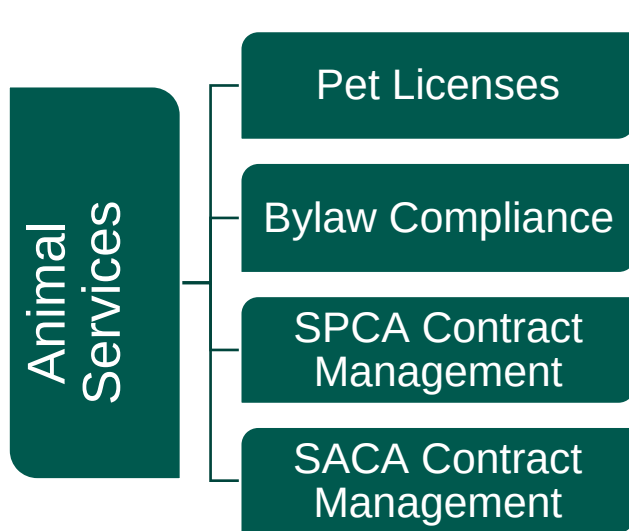 Animal
Services
Pet Licenses
Bylaw Compliance
SPCA Contract
Management
SACA Contract
Management